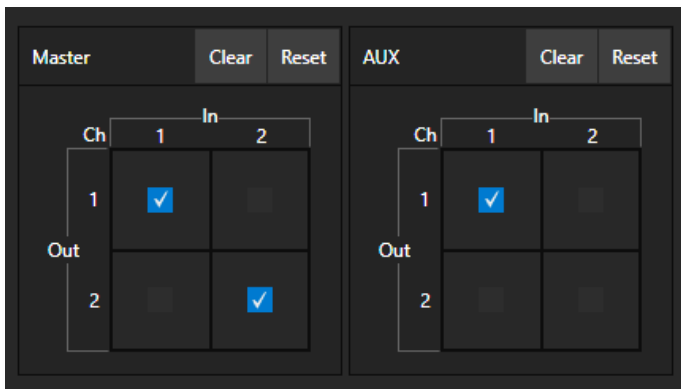 Master Clear Reset
In
Ch 1 2
1
Out
2
AUX Clear Reset
In
Ch 1 2
1
Out
2